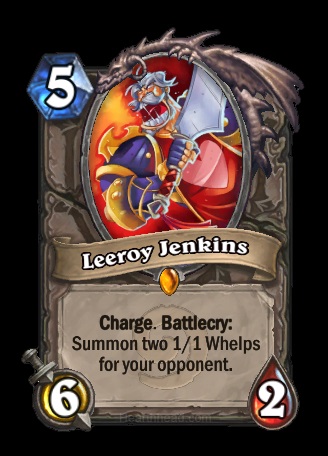 5
Leeroy Jenkins
Charge. Battlecry:
Summon two 1/1 Whelps
for your opponent.
6
2